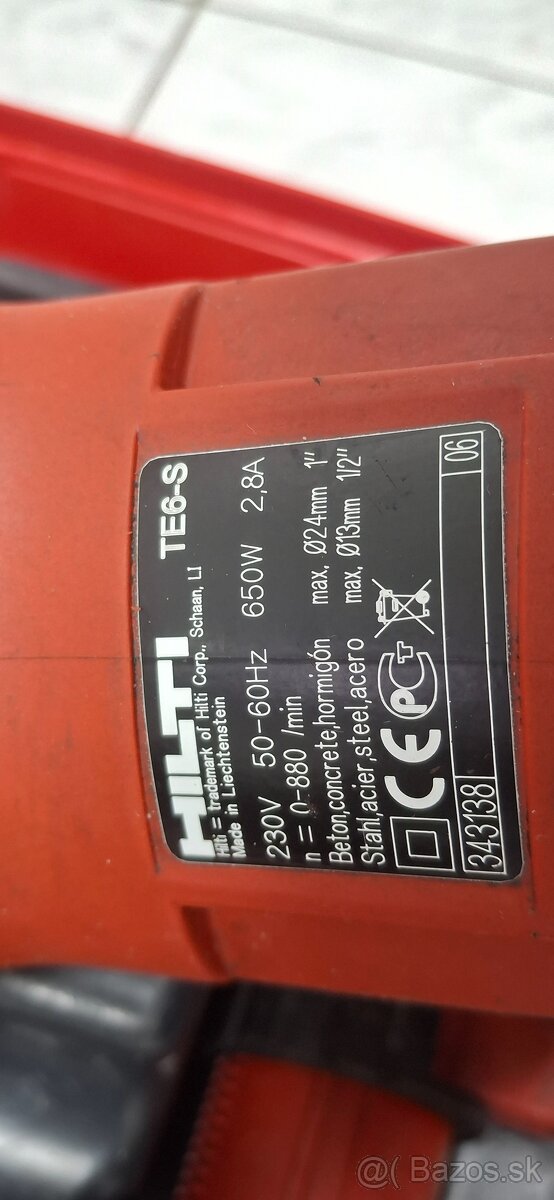 HILTI TE6-S
Hilti = trademark of Hilti Corp., Schaan, LI
Made in Liechtenstein
230V 50-60Hz 650W 2,8A
n = 0-880 /min
Beton,concrete,hormigón max, Ø24mm 1"
Stahl,acier,steel,acero max, Ø13mm 1/2"
CE PCT
343138 06
@( Bazos.sk